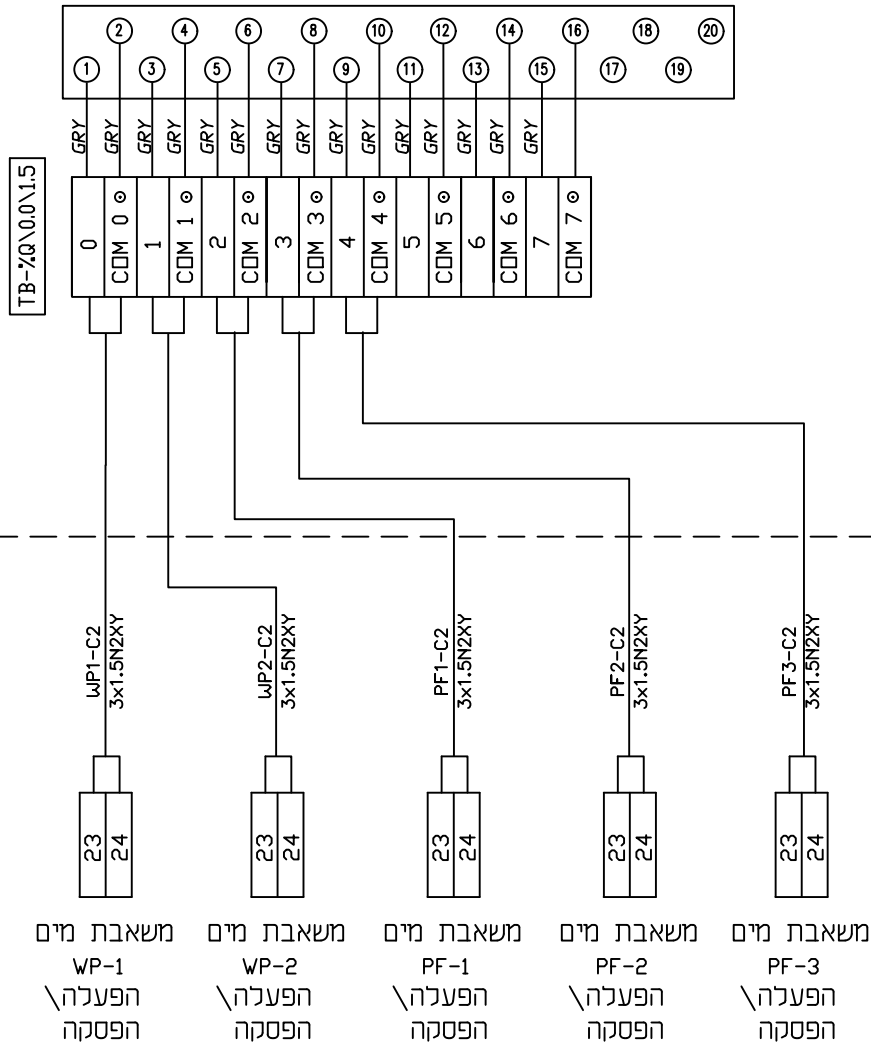 2 4 6 8 10 12 14 16 18 20
1 3 5 7 9 11 13 15 17 19
GRY GRY GRY GRY GRY GRY GRY GRY GRY GRY GRY GRY GRY GRY GRY
TB-%Q\0.0\1.5
0
COM 0
1
COM 1
2
COM 2
3
COM 3
4
COM 4
5
COM 5
6
COM 6
7
COM 7
WP1-C2
3x1.5N2XY
WP2-C2
3x1.5N2XY
PF1-C2
3x1.5N2XY
PF2-C2
3x1.5N2XY
PF3-C2
3x1.5N2XY
23
24
23
24
23
24
23
24
23
24
משאבת מים
WP-1
הפעלה\
הפסקה
משאבת מים
WP-2
הפעלה\
הפסקה
משאבת מים
PF-1
הפעלה\
הפסקה
משאבת מים
PF-2
הפעלה\
הפסקה
משאבת מים
PF-3
הפעלה\
הפסקה